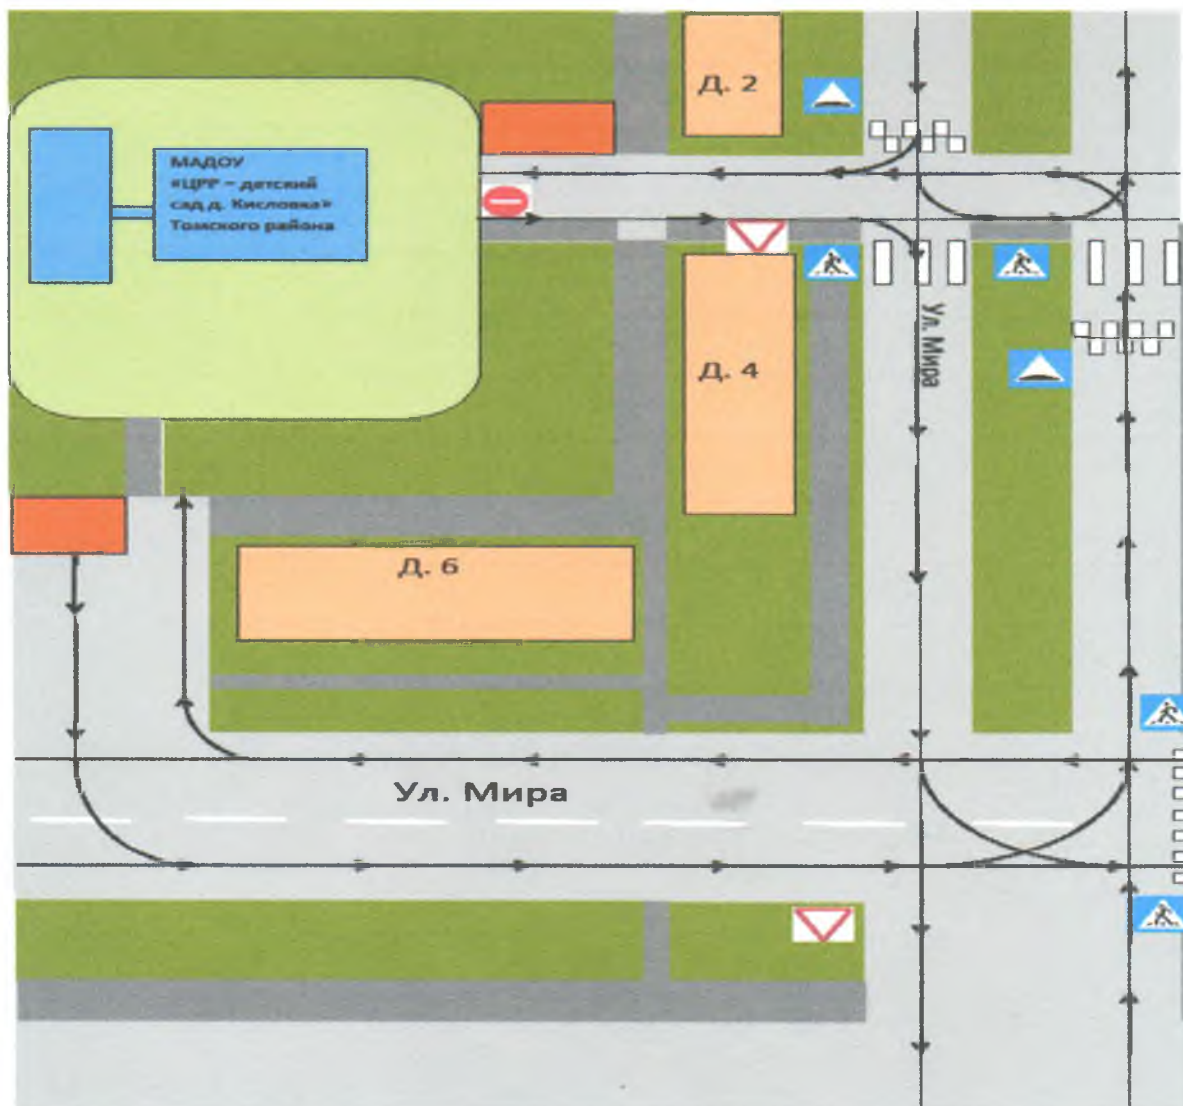 Д. 2
МАДОУ
«ЦРР – детский
сад д. Кисловка»
Томского района
Ул. Мира
Д. 4
Д. 6
Ул. Мира